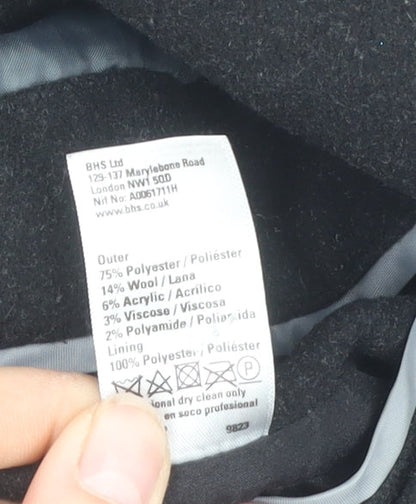 BHS Ltd
129-137 Marylebone Road
London NW1 5QD
Nif No: A0061711H
www.bhs.co.uk
Outer
75% Polyester / Poliéster
14% Wool / Lana
6% Acrylic / Acrílico
3% Viscose / Viscosa
2% Polyamide / Poliamida
Lining
100% Polyester / Poliéster
P
dry clean only
en seco profesional
9823